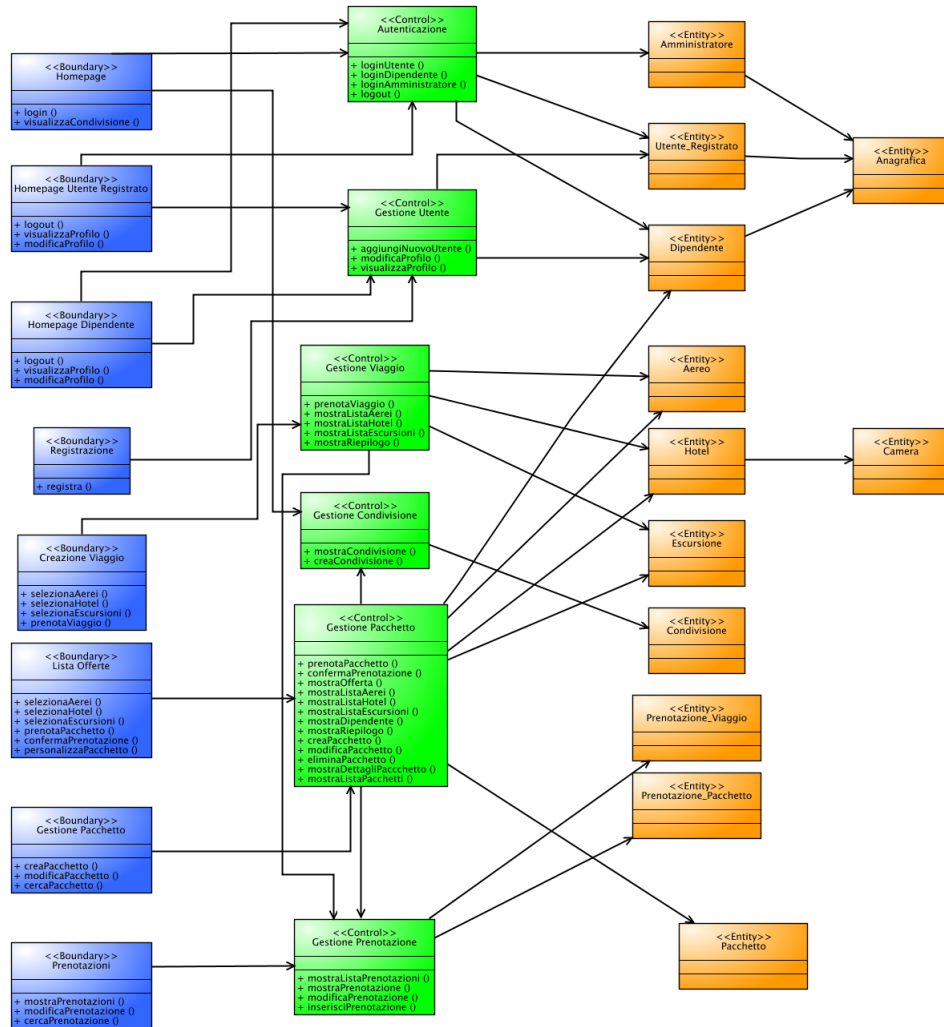 <<Boundary>>
Homepage
+ login ()
+ visualizzaCondivisione ()
<<Boundary>>
Homepage Utente Registrato
+ logout ()
+ visualizzaProfilo ()
+ modificaProfilo ()
<<Boundary>>
Homepage Dipendente
+ logout ()
+ visualizzaProfilo ()
+ modificaProfilo ()
<<Boundary>>
Registrazione
+ registra ()
<<Boundary>>
Creazione Viaggio
+ selezionaAerei ()
+ selezionaHotel ()
+ selezionaEscursioni ()
+ prenotaViaggio ()
<<Boundary>>
Lista Offerte
+ selezionaAerei ()
+ selezionaHotel ()
+ selezionaEscursioni ()
+ prenotaPacchetto ()
+ confermaPrenotazione ()
+ personalizzaPacchetto ()
<<Boundary>>
Gestione Pacchetto
+ creaPacchetto ()
+ modificaPacchetto ()
+ cercaPacchetto ()
<<Boundary>>
Prenotazioni
+ mostraPrenotazioni ()
+ modificaPrenotazione ()
+ cercaPrenotazione ()
<<Control>>
Autenticazione
+ loginUtente ()
+ loginDipendente ()
+ loginAmministratore ()
+ logout ()
<<Control>>
Gestione Utente
+ aggiungiNuovoUtente ()
+ modificaProfilo ()
+ visualizzaProfilo ()
<<Control>>
Gestione Viaggio
+ prenotaViaggio ()
+ mostraListaAerei ()
+ mostraListaHotel ()
+ mostraListaEscursioni ()
+ mostraRiepilogo ()
<<Control>>
Gestione Condivisione
+ mostraCondivisione ()
+ creaCondivisione ()
<<Control>>
Gestione Pacchetto
+ prenotaPacchetto ()
+ confermaPrenotazione ()
+ mostraOfferta ()
+ mostraListaAerei ()
+ mostraListaHotel ()
+ mostraListaEscursioni ()
+ mostraDipendente ()
+ mostraRiepilogo ()
+ creaPacchetto ()
+ modificaPacchetto ()
+ eliminaPacchetto ()
+ mostraDettagliPaccchetto ()
+ mostraListaPacchetti ()
<<Control>>
Gestione Prenotazione
+ mostraListaPrenotazioni ()
+ mostraPrenotazione ()
+ modificaPrenotazione ()
+ inserisciPrenotazione ()
<<Entity>>
Amministratore
<<Entity>>
Utente_Registrato
<<Entity>>
Dipendente
<<Entity>>
Aereo
<<Entity>>
Hotel
<<Entity>>
Escursione
<<Entity>>
Condivisione
<<Entity>>
Prenotazione_Viaggio
<<Entity>>
Prenotazione_Pacchetto
<<Entity>>
Pacchetto
<<Entity>>
Anagrafica
<<Entity>>
Camera